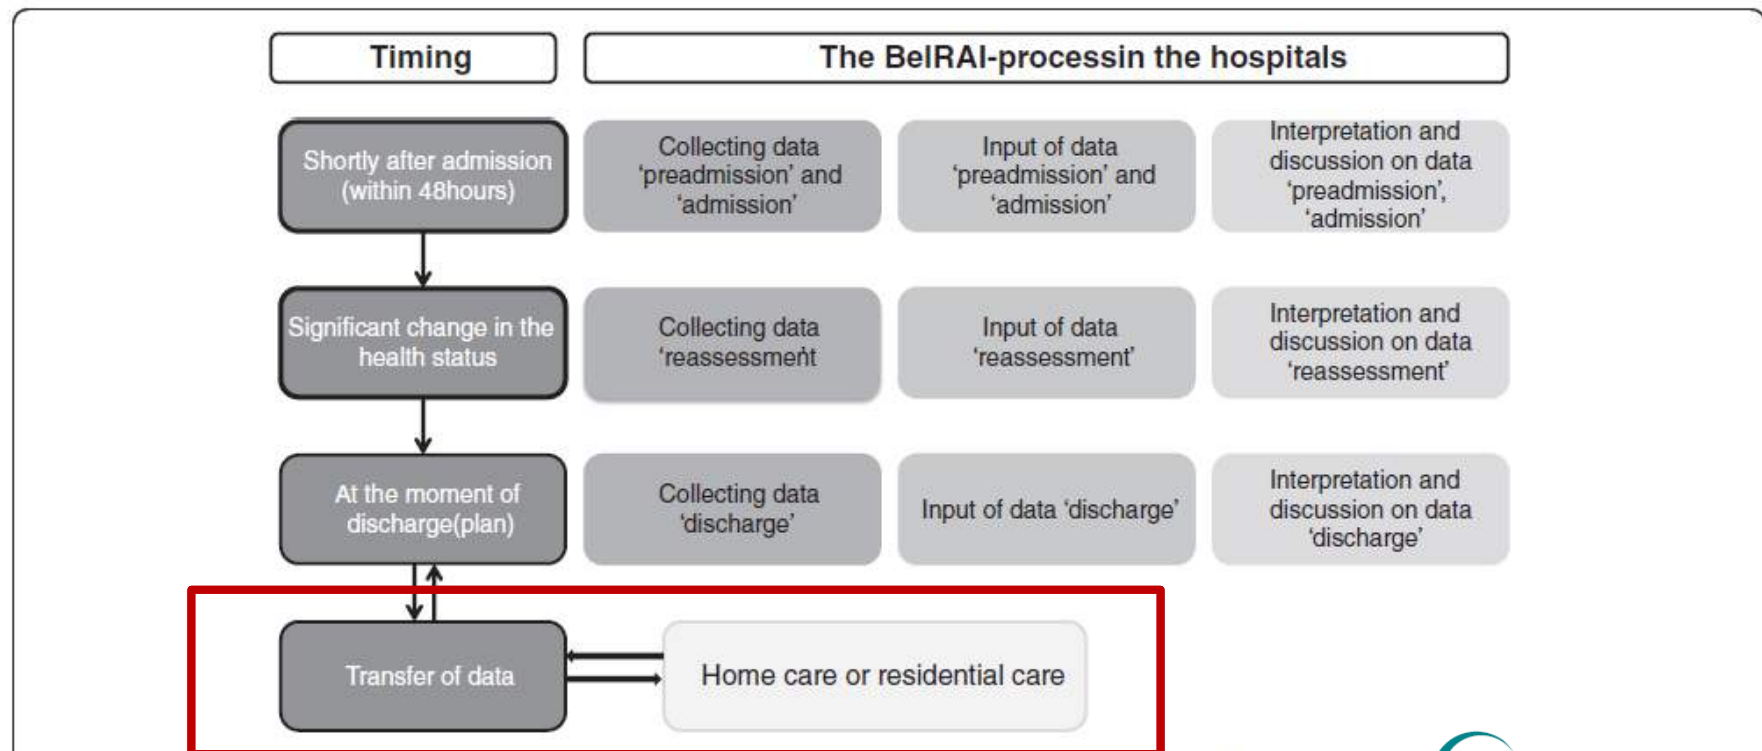 Timing
The BelRAI-processin the hospitals
Shortly after admission
(within 48hours)
Collecting data
‘preadmission’ and
‘admission’
Input of data
‘preadmission’ and
‘admission’
Interpretation and
discussion on data
‘preadmission’,
‘admission’
Significant change in the
health status
Collecting data
‘reassessment’
Input of data
‘reassessment’
Interpretation and
discussion on data
‘reassessment’
At the moment of
discharge(plan)
Collecting data
‘discharge’
Input of data ‘discharge’
Interpretation and
discussion on data
‘discharge’
Transfer of data
Home care or residential care